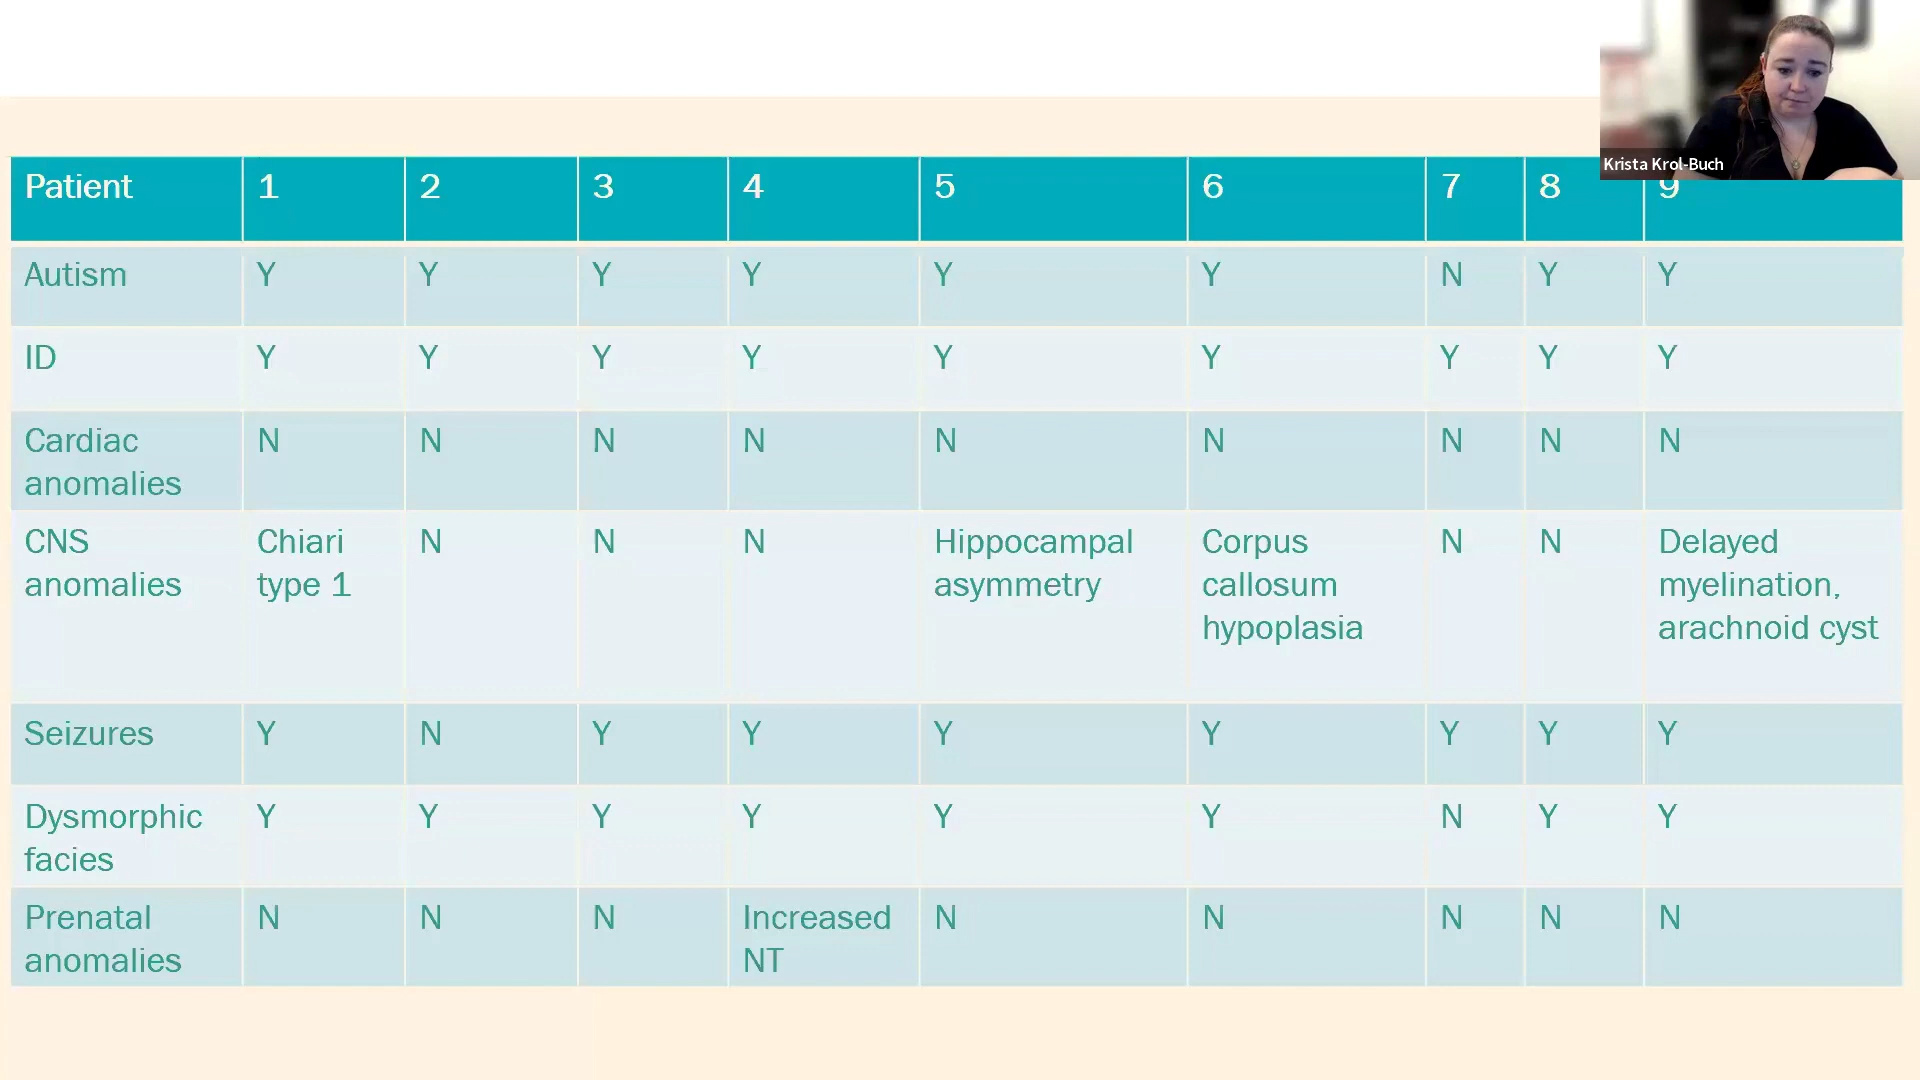 Krista Krol-Buch
Patient 1 2 3 4 5 6 7 8 9
Autism Y Y Y Y Y Y N Y Y
ID Y Y Y Y Y Y Y Y Y
Cardiac N N N N N N N N N
anomalies
CNS Chiari N N N Hippocampal Corpus N N Delayed
anomalies type 1 asymmetry callosum myelination,
hypoplasia arachnoid cyst
Seizures Y N Y Y Y Y Y Y Y
Dysmorphic Y Y Y Y Y Y N Y Y
facies
Prenatal N N N Increased N N N N N
anomalies NT